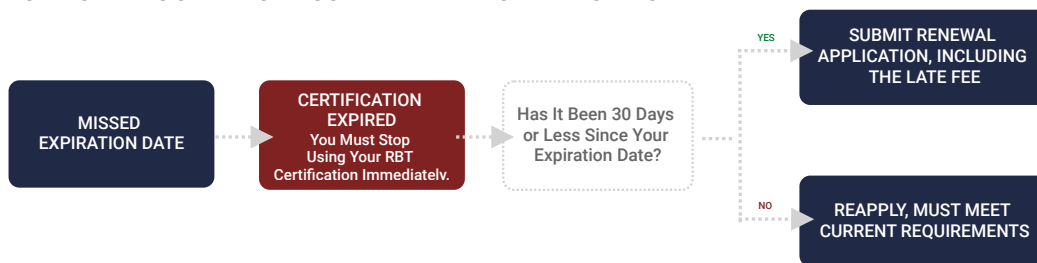 MISSED
EXPIRATION DATE
CERTIFICATION
EXPIRED
You Must Stop
Using Your RBT
Certification Immediately.
Has It Been 30 Days
or Less Since Your
Expiration Date?
YES
SUBMIT RENEWAL
APPLICATION, INCLUDING
THE LATE FEE
NO
REAPPLY, MUST MEET
CURRENT REQUIREMENTS